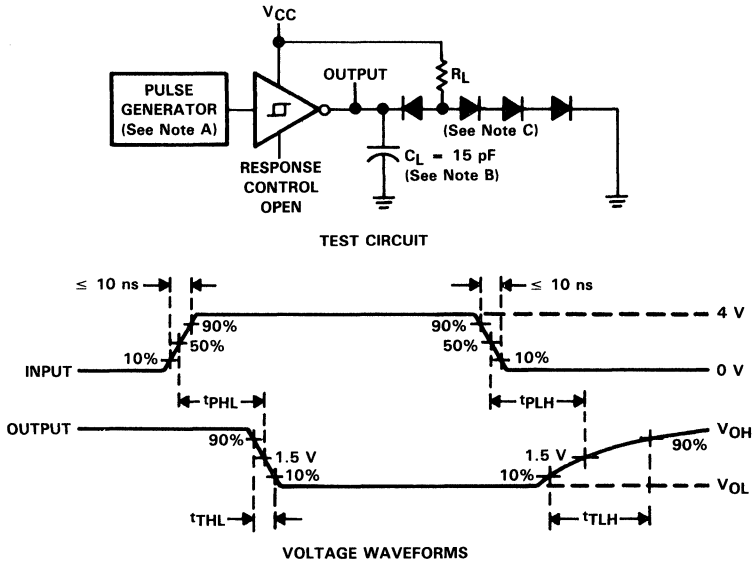 VCC
PULSE
GENERATOR
(See Note A)
OUTPUT
RL
(See Note C)
CL = 15 pF
(See Note B)
RESPONSE
CONTROL
OPEN
TEST CIRCUIT
≤ 10 ns
≤ 10 ns
4 V
90%
90%
50%
50%
10%
10%
INPUT
0 V
tPHL
tPLH
OUTPUT
VOH
90%
90%
1.5 V
1.5 V
10%
10%
VOL
tTHL
tTLH
VOLTAGE WAVEFORMS